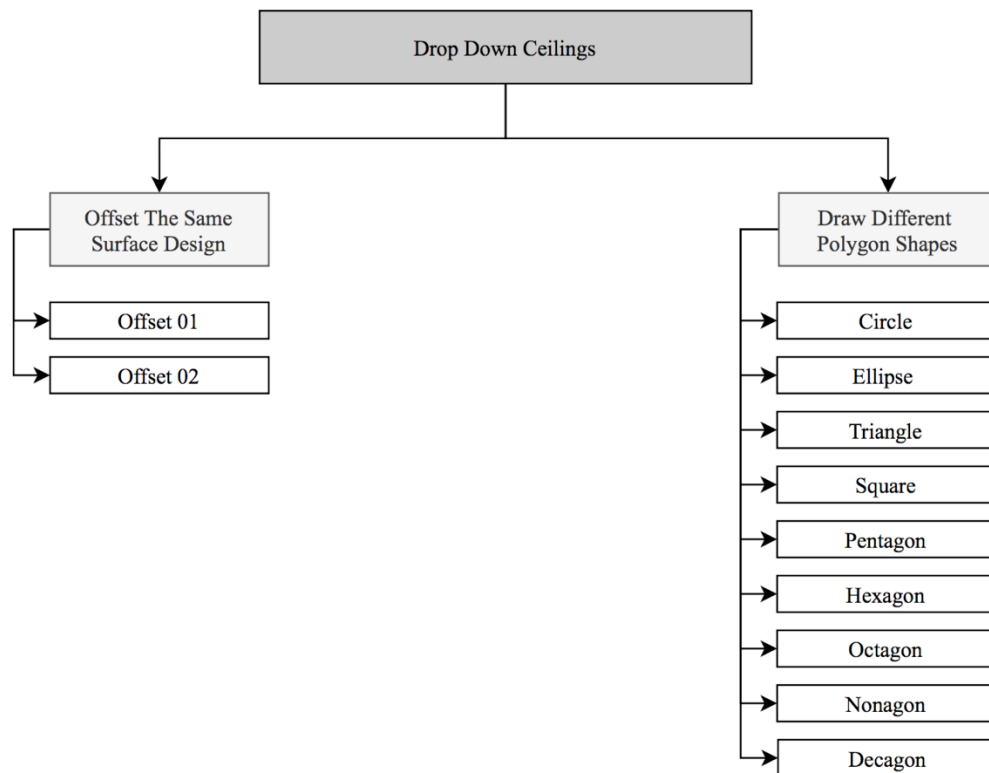 Drop Down Ceilings
Offset The Same
Surface Design
Offset 01
Offset 02
Draw Different
Polygon Shapes
Circle
Ellipse
Triangle
Square
Pentagon
Hexagon
Octagon
Nonagon
Decagon